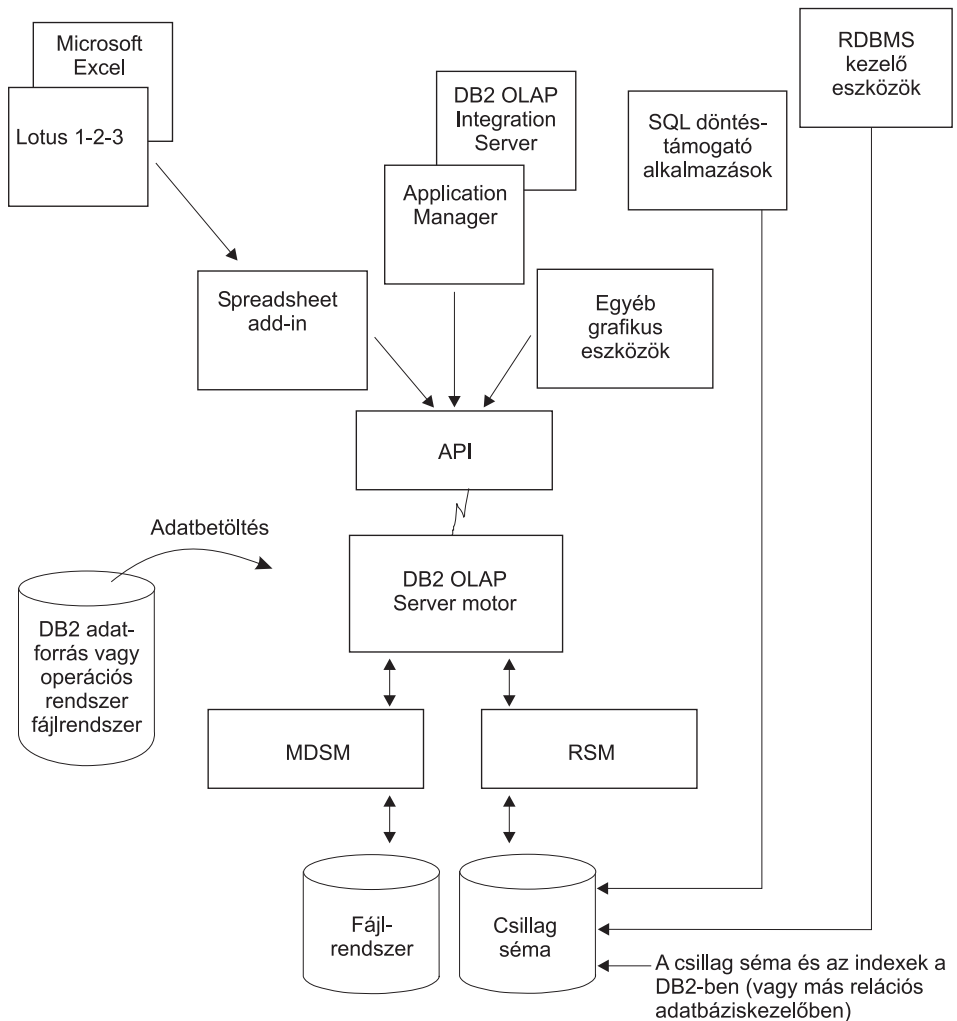 Microsoft
Excel
Lotus 1-2-3
DB2 OLAP
Integration
Server
Application
Manager
SQL döntés-
támogató
alkalmazások
RDBMS
kezelő
eszközök
Spreadsheet
add-in
Egyéb
grafikus
eszközök
API
Adatbetöltés
DB2 OLAP
Server motor
DB2 adat-
forrás vagy
operációs
rendszer
fájlrendszer
MDSM
RSM
Fájl-
rendszer
Csillag
séma
A csillag séma és az indexek a
DB2-ben (vagy más relációs
adatbáziskezelőben)